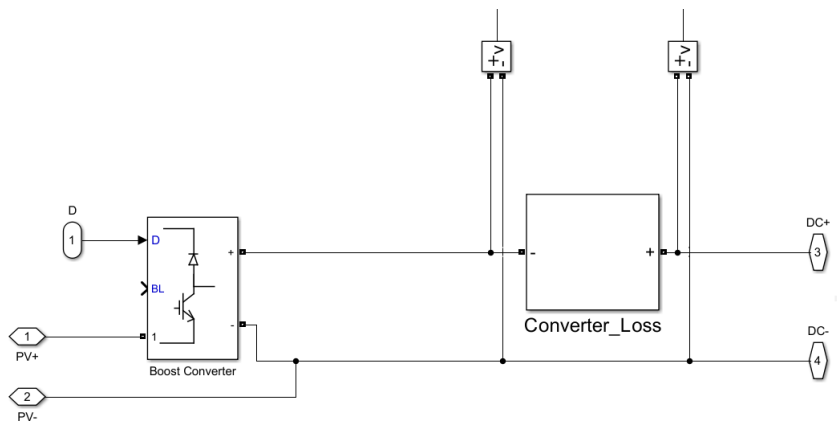 + v
-
+ v
-
D
1
D
BL
1
+
-
Boost Converter
1
PV+
2
PV-
-
+
Converter_Loss
DC+
3
DC-
4